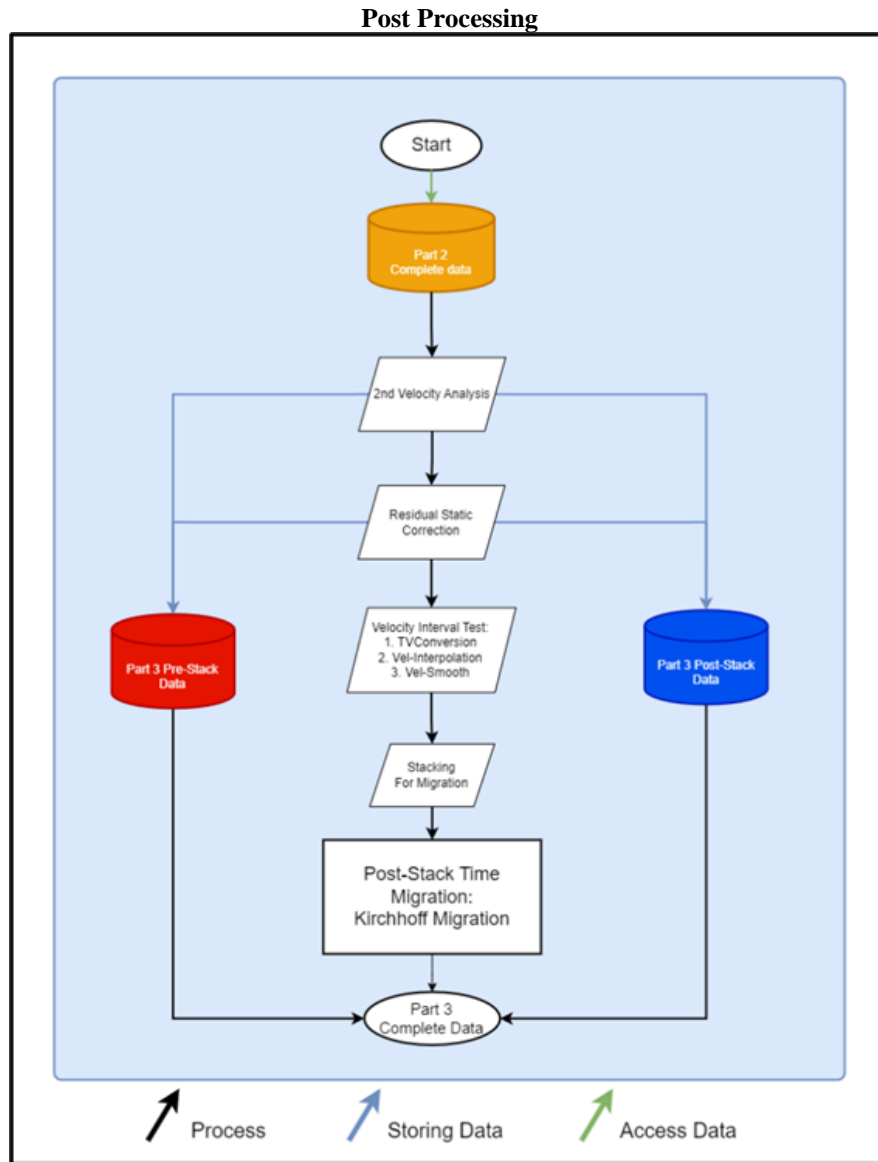 Post Processing
Start
Part 2
Complete data
2nd Velocity Analysis
Residual Static
Correction
Velocity Interval Test:
1. TVConversion
2. Vel-Interpolation
3. Vel-Smooth
Part 3 Pre-Stack
Data
Part 3 Post-Stack
Data
Stacking
For Migration
Post-Stack Time
Migration:
Kirchhoff Migration
Part 3
Complete Data
Process
Storing Data
Access Data